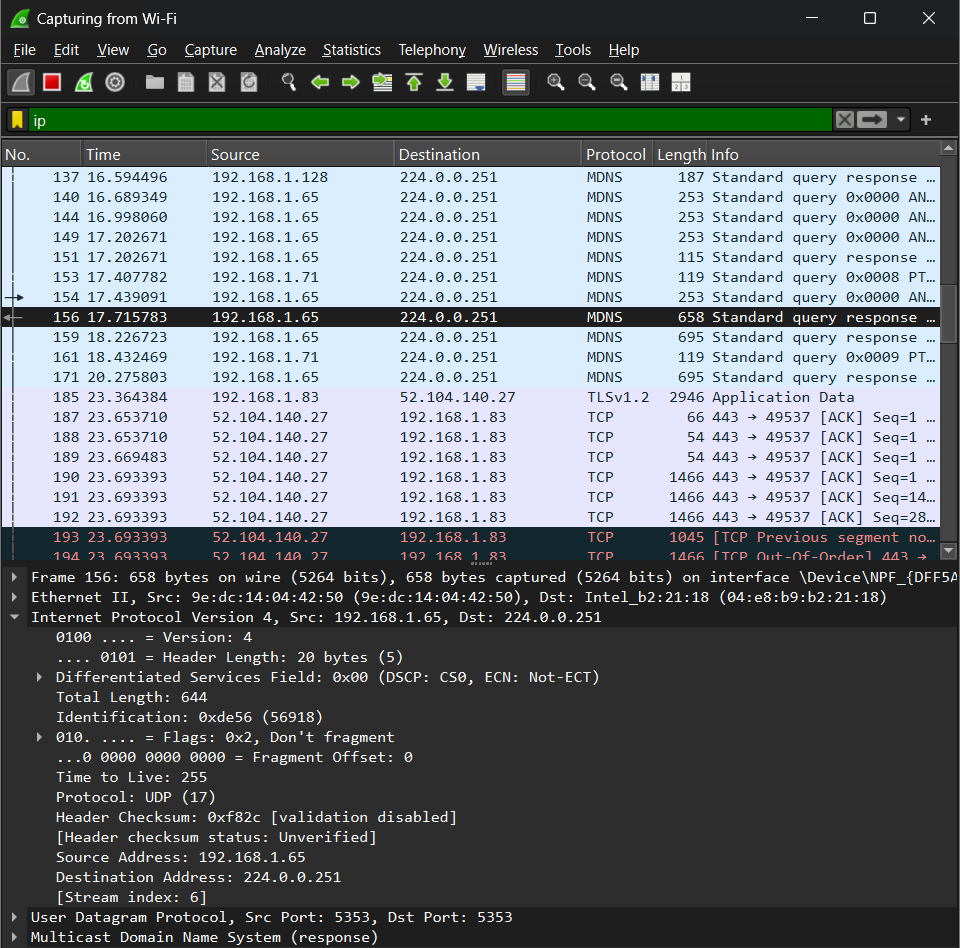 Capturing from Wi-Fi
File Edit View Go Capture Analyze Statistics Telephony Wireless Tools Help
ip
No. Time Source Destination Protocol Length Info
137 16.594496 192.168.1.128 224.0.0.251 MDNS 187 Standard query response …
140 16.689349 192.168.1.65 224.0.0.251 MDNS 253 Standard query 0x0000 AN…
144 16.998060 192.168.1.65 224.0.0.251 MDNS 253 Standard query 0x0000 AN…
149 17.202671 192.168.1.65 224.0.0.251 MDNS 253 Standard query 0x0000 AN…
151 17.202671 192.168.1.65 224.0.0.251 MDNS 115 Standard query response …
153 17.407782 192.168.1.71 224.0.0.251 MDNS 119 Standard query 0x0008 PT…
154 17.439091 192.168.1.65 224.0.0.251 MDNS 253 Standard query 0x0000 AN…
156 17.715783 192.168.1.65 224.0.0.251 MDNS 658 Standard query response …
159 18.226723 192.168.1.65 224.0.0.251 MDNS 695 Standard query response …
161 18.432469 192.168.1.71 224.0.0.251 MDNS 119 Standard query 0x0009 PT…
171 20.275803 192.168.1.65 224.0.0.251 MDNS 695 Standard query response …
185 23.364384 192.168.1.83 52.104.140.27 TLSv1.2 2946 Application Data
187 23.653710 52.104.140.27 192.168.1.83 TCP 66 443 → 49537 [ACK] Seq=1 …
188 23.653710 52.104.140.27 192.168.1.83 TCP 54 443 → 49537 [ACK] Seq=1 …
189 23.669483 52.104.140.27 192.168.1.83 TCP 54 443 → 49537 [ACK] Seq=1 …
190 23.693393 52.104.140.27 192.168.1.83 TCP 1466 443 → 49537 [ACK] Seq=1 …
191 23.693393 52.104.140.27 192.168.1.83 TCP 1466 443 → 49537 [ACK] Seq=14…
192 23.693393 52.104.140.27 192.168.1.83 TCP 1466 443 → 49537 [ACK] Seq=28…
193 23.693393 52.104.140.27 192.168.1.83 TCP 1045 [TCP Previous segment no…
194 23.693393 52.104.140.27 192.168.1.83 TCP 1466 [TCP Out-Of-Order] 443 →
Frame 156: 658 bytes on wire (5264 bits), 658 bytes captured (5264 bits) on interface \Device\NPF_{DFF5A
Ethernet II, Src: 9e:dc:14:04:42:50 (9e:dc:14:04:42:50), Dst: Intel_b2:21:18 (04:e8:b9:b2:21:18)
Internet Protocol Version 4, Src: 192.168.1.65, Dst: 224.0.0.251
0100 .... = Version: 4
.... 0101 = Header Length: 20 bytes (5)
Differentiated Services Field: 0x00 (DSCP: CS0, ECN: Not-ECT)
Total Length: 644
Identification: 0xde56 (56918)
010. .... = Flags: 0x2, Don't fragment
...0 0000 0000 0000 = Fragment Offset: 0
Time to Live: 255
Protocol: UDP (17)
Header Checksum: 0xf82c [validation disabled]
[Header checksum status: Unverified]
Source Address: 192.168.1.65
Destination Address: 224.0.0.251
[Stream index: 6]
User Datagram Protocol, Src Port: 5353, Dst Port: 5353
Multicast Domain Name System (response)